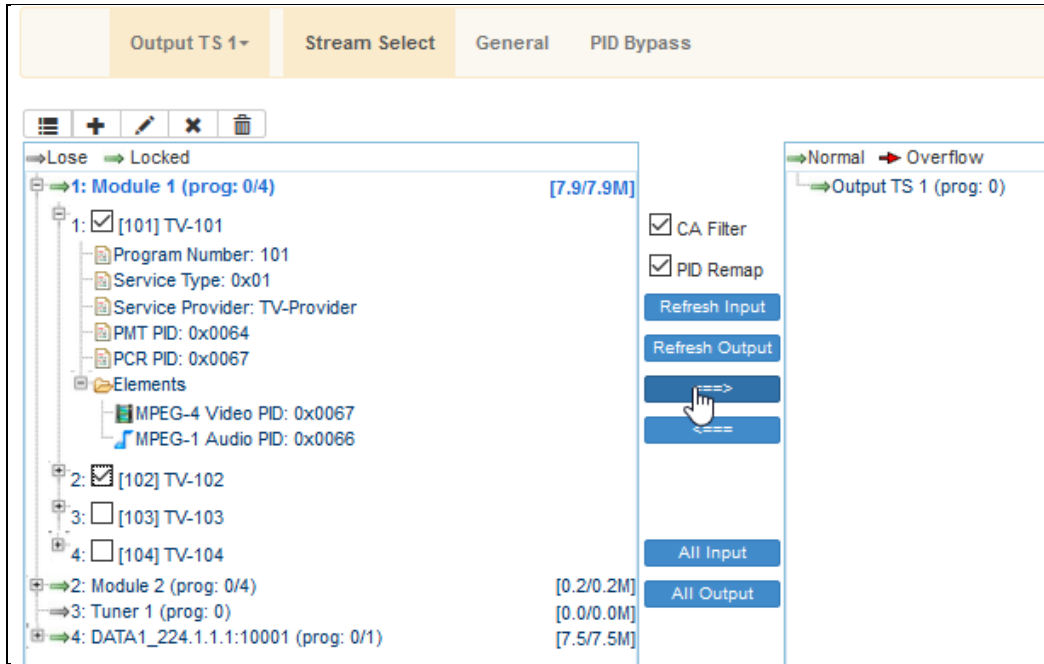 Output TS 1 Stream Select General PID Bypass
Lose Locked
1: Module 1 (prog: 0/4) [7.9/7.9M]
1: [101] TV-101
Program Number: 101
Service Type: 0x01
Service Provider: TV-Provider
PMT PID: 0x0064
PCR PID: 0x0067
Elements
MPEG-4 Video PID: 0x0067
MPEG-1 Audio PID: 0x0066
2: [102] TV-102
3: [103] TV-103
4: [104] TV-104
2: Module 2 (prog: 0/4) [0.2/0.2M]
3: Tuner 1 (prog: 0) [0.0/0.0M]
4: DATA1_224.1.1.1:10001 (prog: 0/1) [7.5/7.5M]
CA Filter
PID Remap
Refresh Input
Refresh Output
<===
All Input
All Output
Normal Overflow
Output TS 1 (prog: 0)